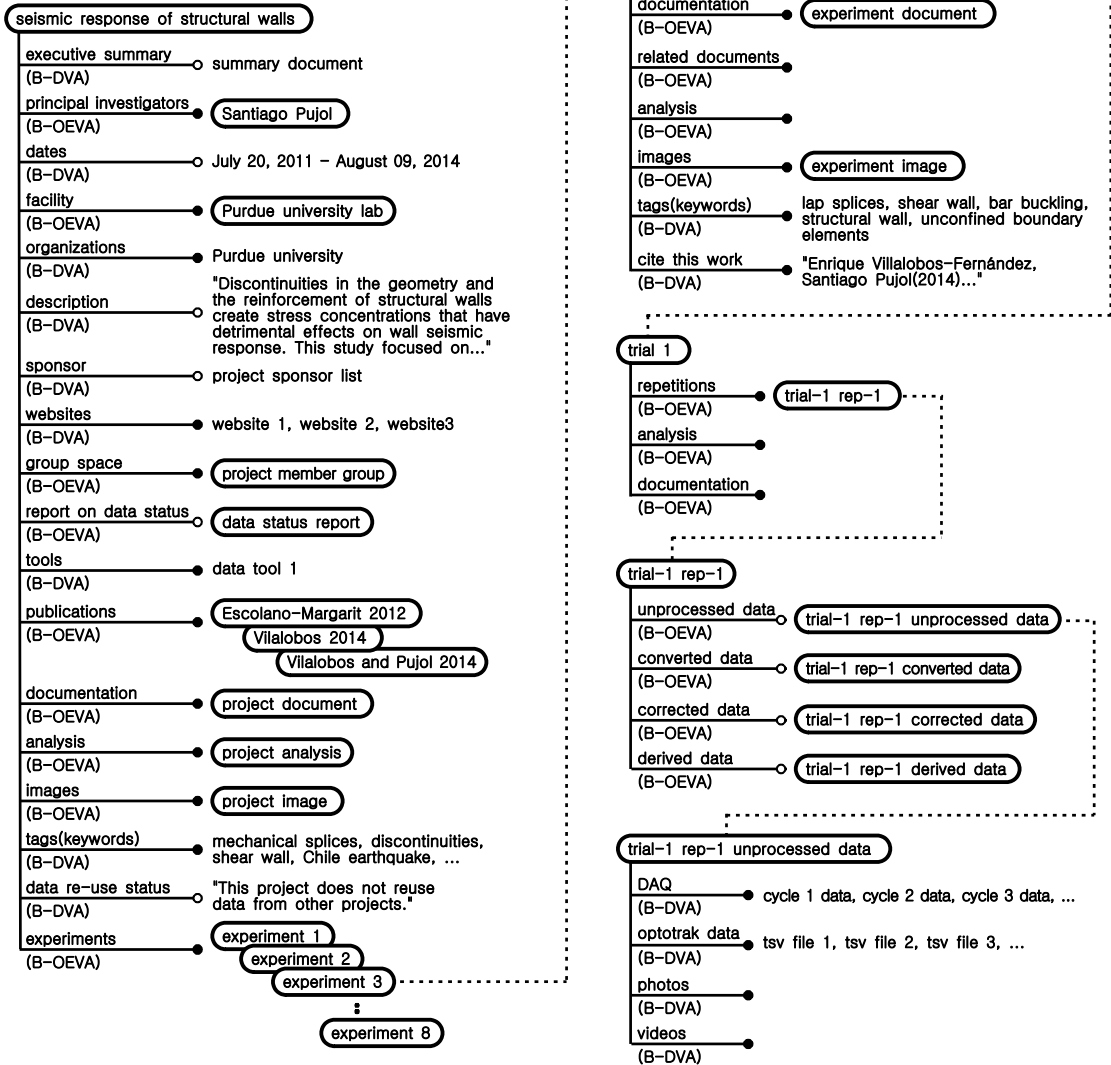 seismic response of structural walls
executive summary
(B-DVA)
summary document
principal investigators
(B-OEVA)
Santiago Pujol
dates
(B-DVA)
July 20, 2011 - August 09, 2014
facility
(B-OEVA)
Purdue university lab
organizations
(B-DVA)
Purdue university
description
(B-DVA)
"Discontinuities in the geometry and
the reinforcement of structural walls
create stress concentrations that have
detrimental effects on wall seismic
response. This study focused on..."
sponsor
(B-DVA)
project sponsor list
websites
(B-DVA)
website 1, website 2, website3
group space
(B-OEVA)
project member group
report on data status
(B-OEVA)
data status report
tools
(B-DVA)
data tool 1
publications
(B-OEVA)
Escolano-Margarit 2012
Vilalobos 2014
Vilalobos and Pujol 2014
documentation
(B-OEVA)
project document
analysis
(B-OEVA)
project analysis
images
(B-OEVA)
project image
tags(keywords)
(B-DVA)
mechanical splices, discontinuities,
shear wall, Chile earthquake, ...
data re-use status
(B-DVA)
"This project does not reuse
data from other projects."
experiments
(B-OEVA)
experiment 1
experiment 2
experiment 3
experiment 8
documentation
(B-OEVA)
experiment document
related documents
(B-OEVA)
analysis
(B-OEVA)
images
(B-OEVA)
experiment image
tags(keywords)
(B-DVA)
lap splices, shear wall, bar buckling,
structural wall, unconfined boundary
elements
cite this work
(B-DVA)
"Enrique Villalobos-Fernández,
Santiago Pujol(2014)..."
trial 1
repetitions
(B-OEVA)
trial-1 rep-1
analysis
(B-OEVA)
documentation
(B-OEVA)
trial-1 rep-1
unprocessed data
(B-OEVA)
trial-1 rep-1 unprocessed data
converted data
(B-OEVA)
trial-1 rep-1 converted data
corrected data
(B-OEVA)
trial-1 rep-1 corrected data
derived data
(B-OEVA)
trial-1 rep-1 derived data
trial-1 rep-1 unprocessed data
DAQ
(B-DVA)
cycle 1 data, cycle 2 data, cycle 3 data, ...
optotrak data
(B-DVA)
tsv file 1, tsv file 2, tsv file 3, ...
photos
(B-DVA)
videos
(B-DVA)